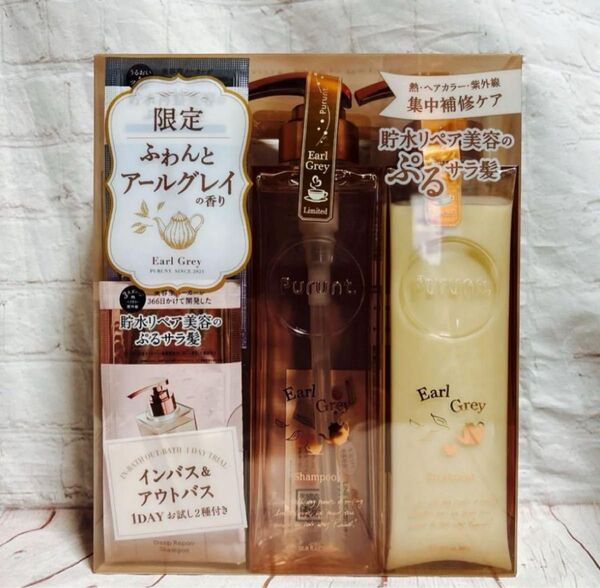 うるおい
限定
ふわんと
アールグレイ
の香り
Earl Grey
PURUNT. SINCE 2021
366日かけて開発した
貯水リペア美容の
ぷるサラ髪
IN-BATH OUT-BATH 1 DAY TRIAL
インバス&
アウトバス
1DAY お試し2種付き
Deep Repair
Shampoo
Purunt.
Earl
Grey
Limited
Purunt.
Earl
Grey
Shampoo
熱・ヘアカラー・紫外線
集中補修ケア
貯水リペア美容の
ぷるサラ髪
Purunt.
Earl
Grey
Treatment